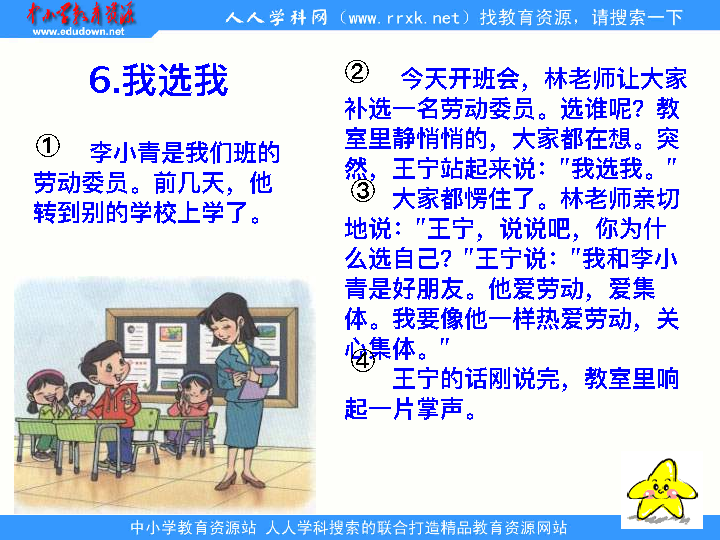 中小学教育资源
www.edudown.net
人人学科网（www.rrxk.net）找教育资源，请搜索一下
6.我选我
① 李小青是我们班的
劳动委员。前几天，他
转到别的学校上学了。
② 今天开班会，林老师让大家
补选一名劳动委员。选谁呢？教
室里静悄悄的，大家都在想。突
然，王宁站起来说："我选我。"
③ 大家都愣住了。林老师亲切
地说："王宁，说说吧，你为什
么选自己？"王宁说："我和李小
青是好朋友。他爱劳动，爱集
体。我要像他一样热爱劳动，关
心集体。"
④ 王宁的话刚说完，教室里响
起一片掌声。
中小学教育资源站 人人学科搜索的联合打造精品教育资源网站